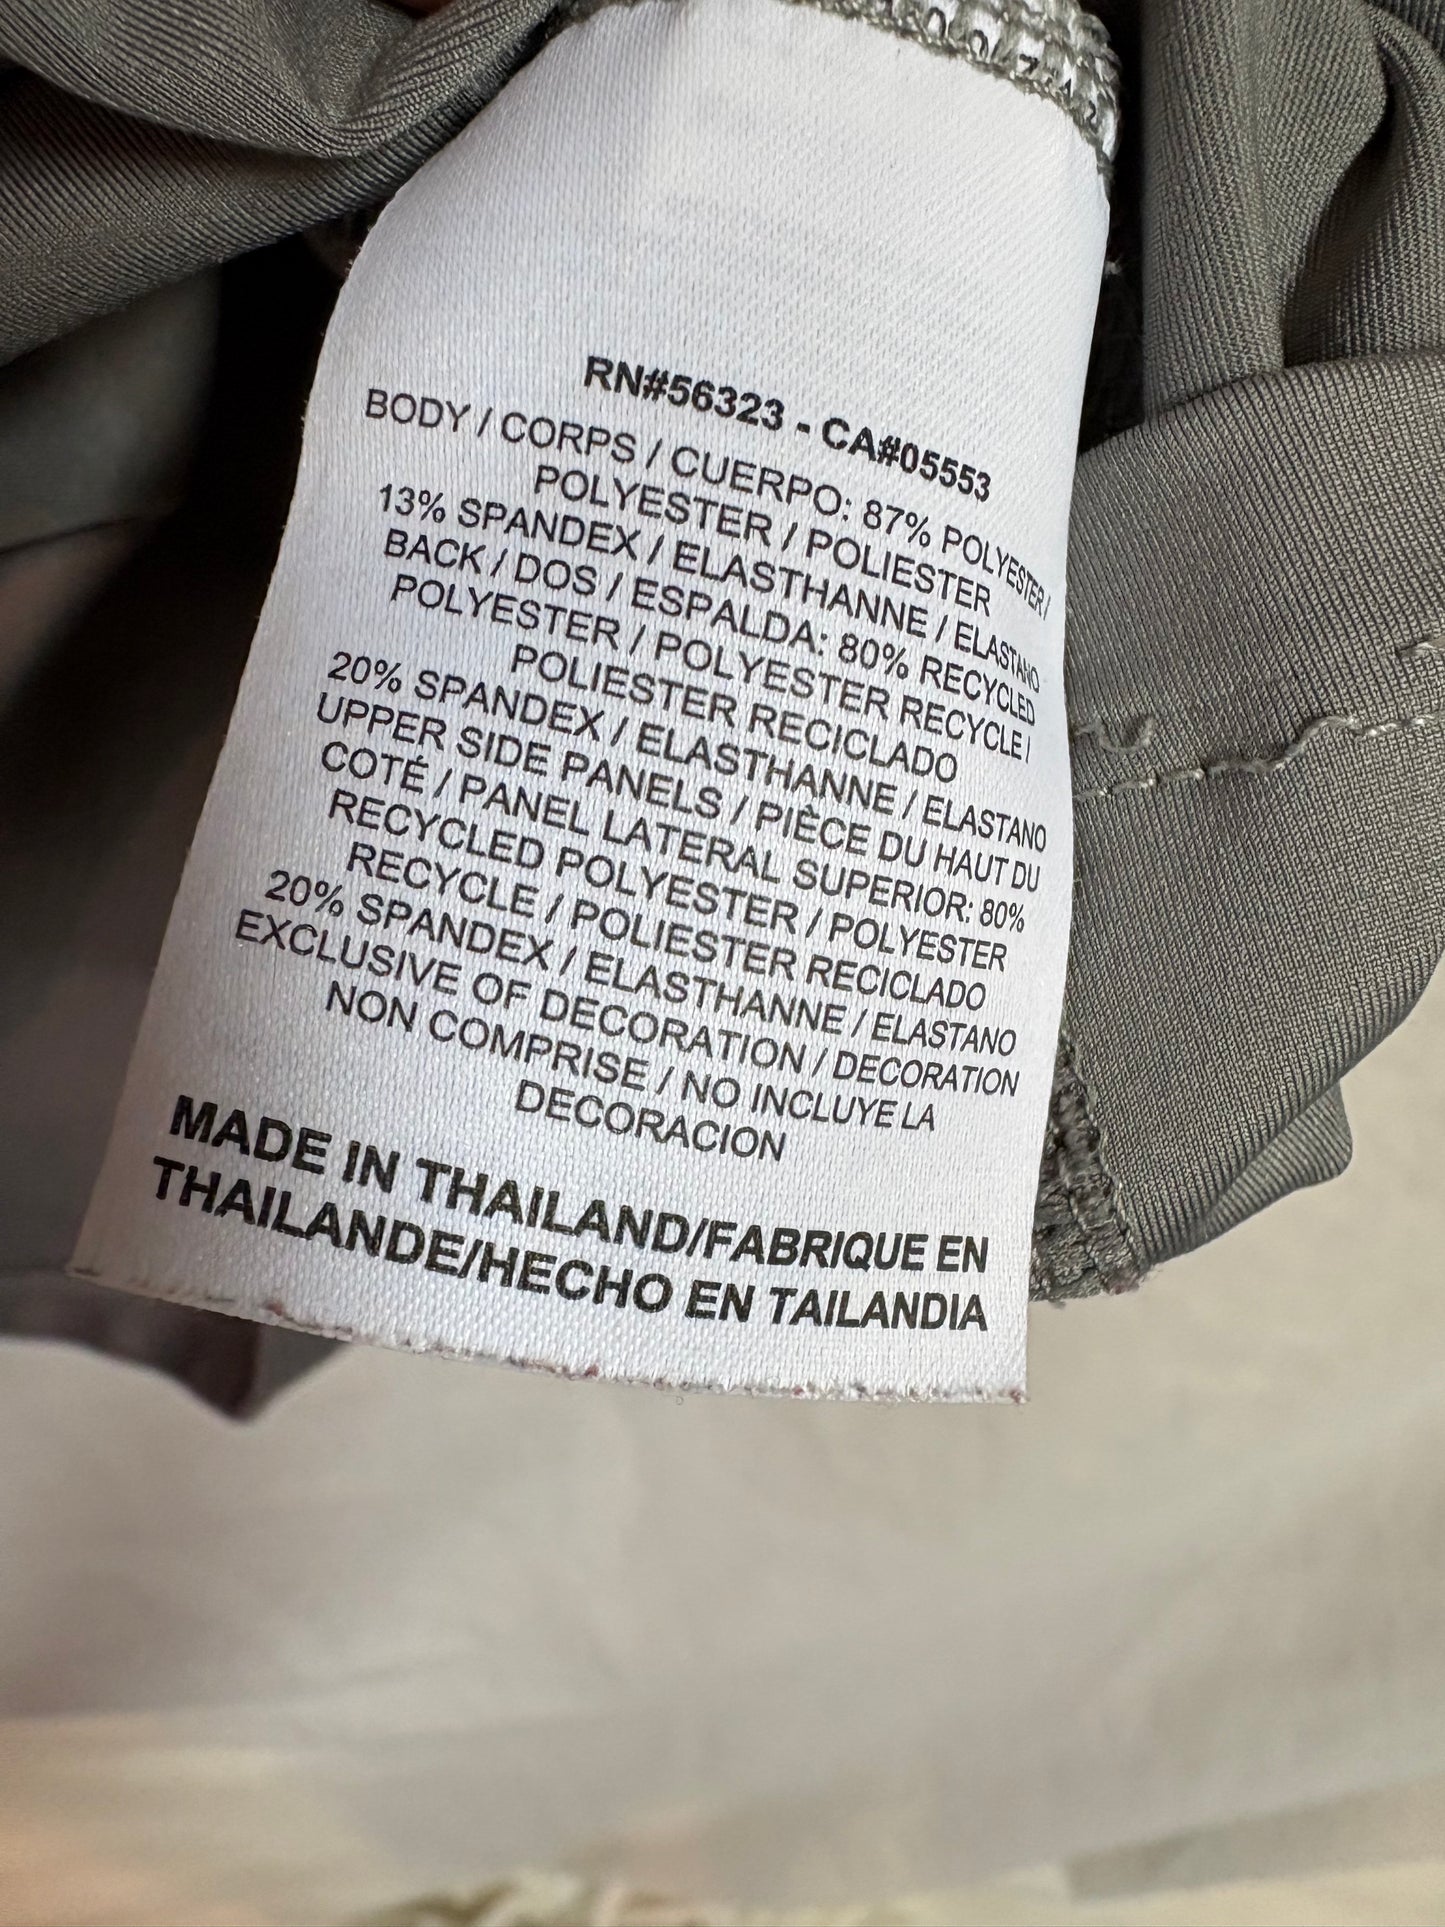 RN#56323 - CA#05553
BODY / CORPS / CUERPO: 87% POLYESTER /
POLYESTER / POLIESTER
13% SPANDEX / ELASTHANNE / ELASTANO
BACK / DOS / ESPALDA: 80% RECYCLED
POLYESTER / POLYESTER RECYCLE /
POLIESTER RECICLADO
20% SPANDEX / ELASTHANNE / ELASTANO
UPPER SIDE PANELS / PIÈCE DU HAUT DU
COTÉ / PANEL LATERAL SUPERIOR: 80%
RECYCLED POLYESTER / POLYESTER
RECYCLE / POLIESTER RECICLADO
20% SPANDEX / ELASTHANNE / ELASTANO
EXCLUSIVE OF DECORATION / DECORATION
NON COMPRISE / NO INCLUYE LA
DECORACION
MADE IN THAILAND/FABRIQUE EN
THAILANDE/HECHO EN TAILANDIA